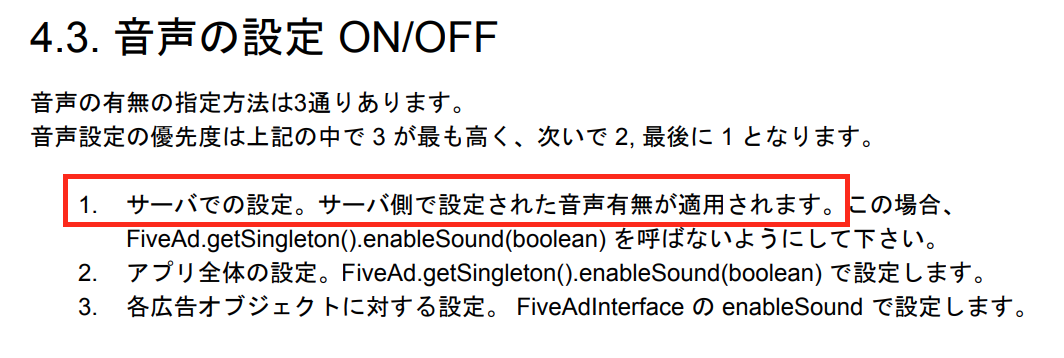 4.3. 音声の設定 ON/OFF
音声の有無の指定方法は3通りあります。
音声設定の優先度は上記の中で 3 が最も高く、次いで 2, 最後に 1 となります。
1. サーバでの設定。サーバ側で設定された音声有無が適用されます。この場合、
FiveAd.getSingleton().enableSound(boolean) を呼ばないようにして下さい。
2. アプリ全体の設定。FiveAd.getSingleton().enableSound(boolean) で設定します。
3. 各広告オブジェクトに対する設定。 FiveAdInterface の enableSound で設定します。